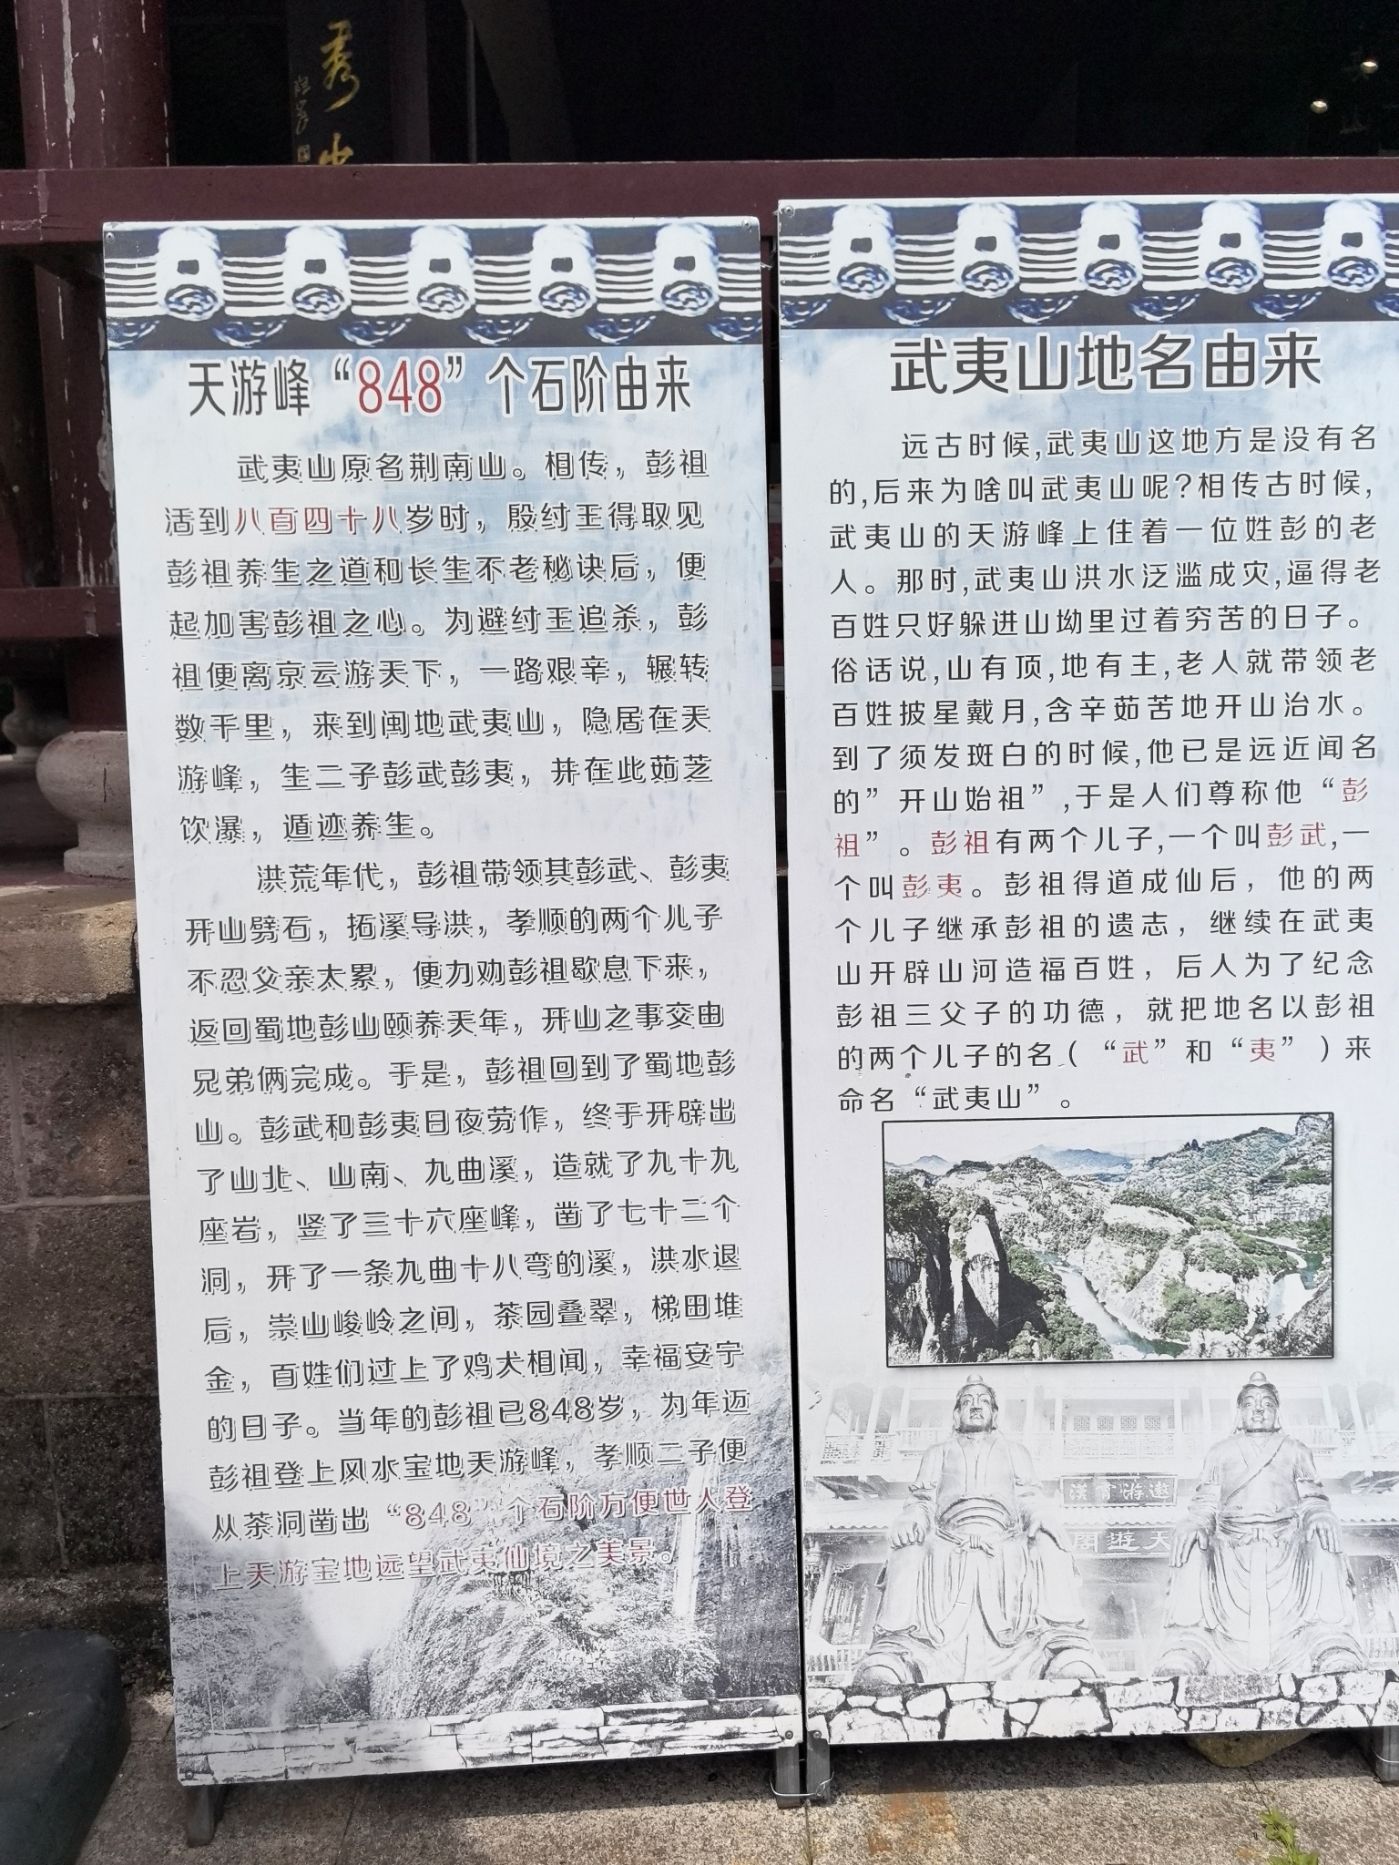 秀
天游峰“848”个石阶由来
武夷山原名荆南山。相传，彭祖
活到八百四十八岁时，殷纣王得取见
彭祖养生之道和长生不老秘诀后，便
起加害彭祖之心。为避纣王追杀，彭
祖便离京云游天下，一路艰辛，辗转
数千里，来到闽地武夷山，隐居在天
游峰，生二子彭武彭夷，并在此茹芝
饮瀑，遁迹养生。
洪荒年代，彭祖带领其彭武、彭夷
开山劈石，拓溪导洪，孝顺的两个儿子
不忍父亲太累，便力劝彭祖歇息下来，
返回蜀地彭山颐养天年，开山之事交由
兄弟俩完成。于是，彭祖回到了蜀地彭
山。彭武和彭夷日夜劳作，终于开辟出
了山北、山南、九曲溪，造就了九十九
座岩，竖了三十六座峰，凿了七十二个
洞，开了一条九曲十八弯的溪，洪水退
后，崇山峻岭之间，茶园叠翠，梯田堆
金，百姓们过上了鸡犬相闻，幸福安宁
的日子。当年的彭祖已848岁，为年迈
彭祖登上风水宝地天游峰，孝顺二子便
从茶洞凿出“848”个石阶方便世人登
上天游宝地远望武夷仙境之美景。
武夷山地名由来
远古时候,武夷山这地方是没有名
的,后来为啥叫武夷山呢?相传古时候,
武夷山的天游峰上住着一位姓彭的老
人。那时,武夷山洪水泛滥成灾,逼得老
百姓只好躲进山坳里过着穷苦的日子。
俗话说,山有顶,地有主,老人就带领老
百姓披星戴月,含辛茹苦地开山治水。
到了须发斑白的时候,他已是远近闻名
的”开山始祖”,于是人们尊称他“彭
祖”。彭祖有两个儿子,一个叫彭武,一
个叫彭夷。彭祖得道成仙后，他的两
个儿子继承彭祖的遗志，继续在武夷
山开辟山河造福百姓，后人为了纪念
彭祖三父子的功德，就把地名以彭祖
的两个儿子的名(“武”和“夷”)来
命名“武夷山”。
遨游霄漢
天遊閣